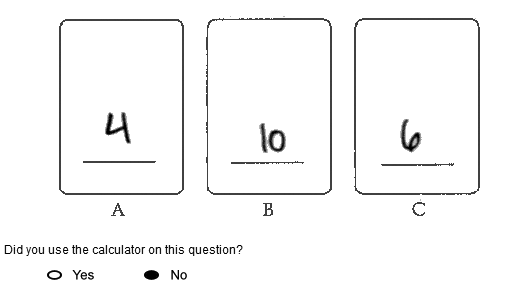 4 10 6
A B C
Did you use the calculator on this question?
Yes No